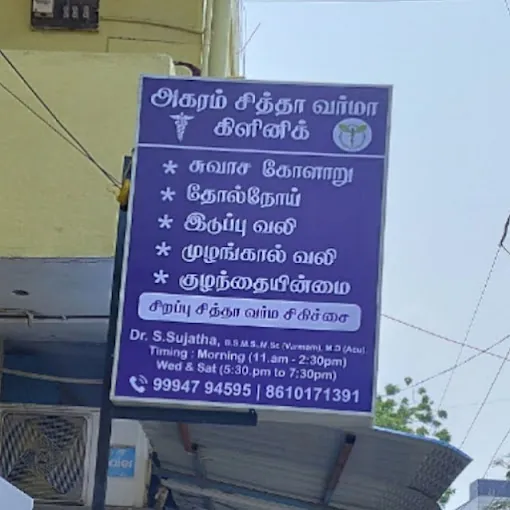 அகரம் சித்தா வர்மா
கிளினிக்
* சுவாச கோளாறு
* தோல்நோய்
* இடுப்பு வலி
* முழங்கால் வலி
* குழந்தையின்மை
சிறப்பு சித்தா வர்ம சிகிச்சை
Dr. S.Sujatha, B.S.M.S.,M.Sc (Varmam), M.D (Acu).
Timing : Morning (11.am - 2:30pm)
Wed & Sat (5:30.pm to 7:30pm)
99947 94595 | 8610171391